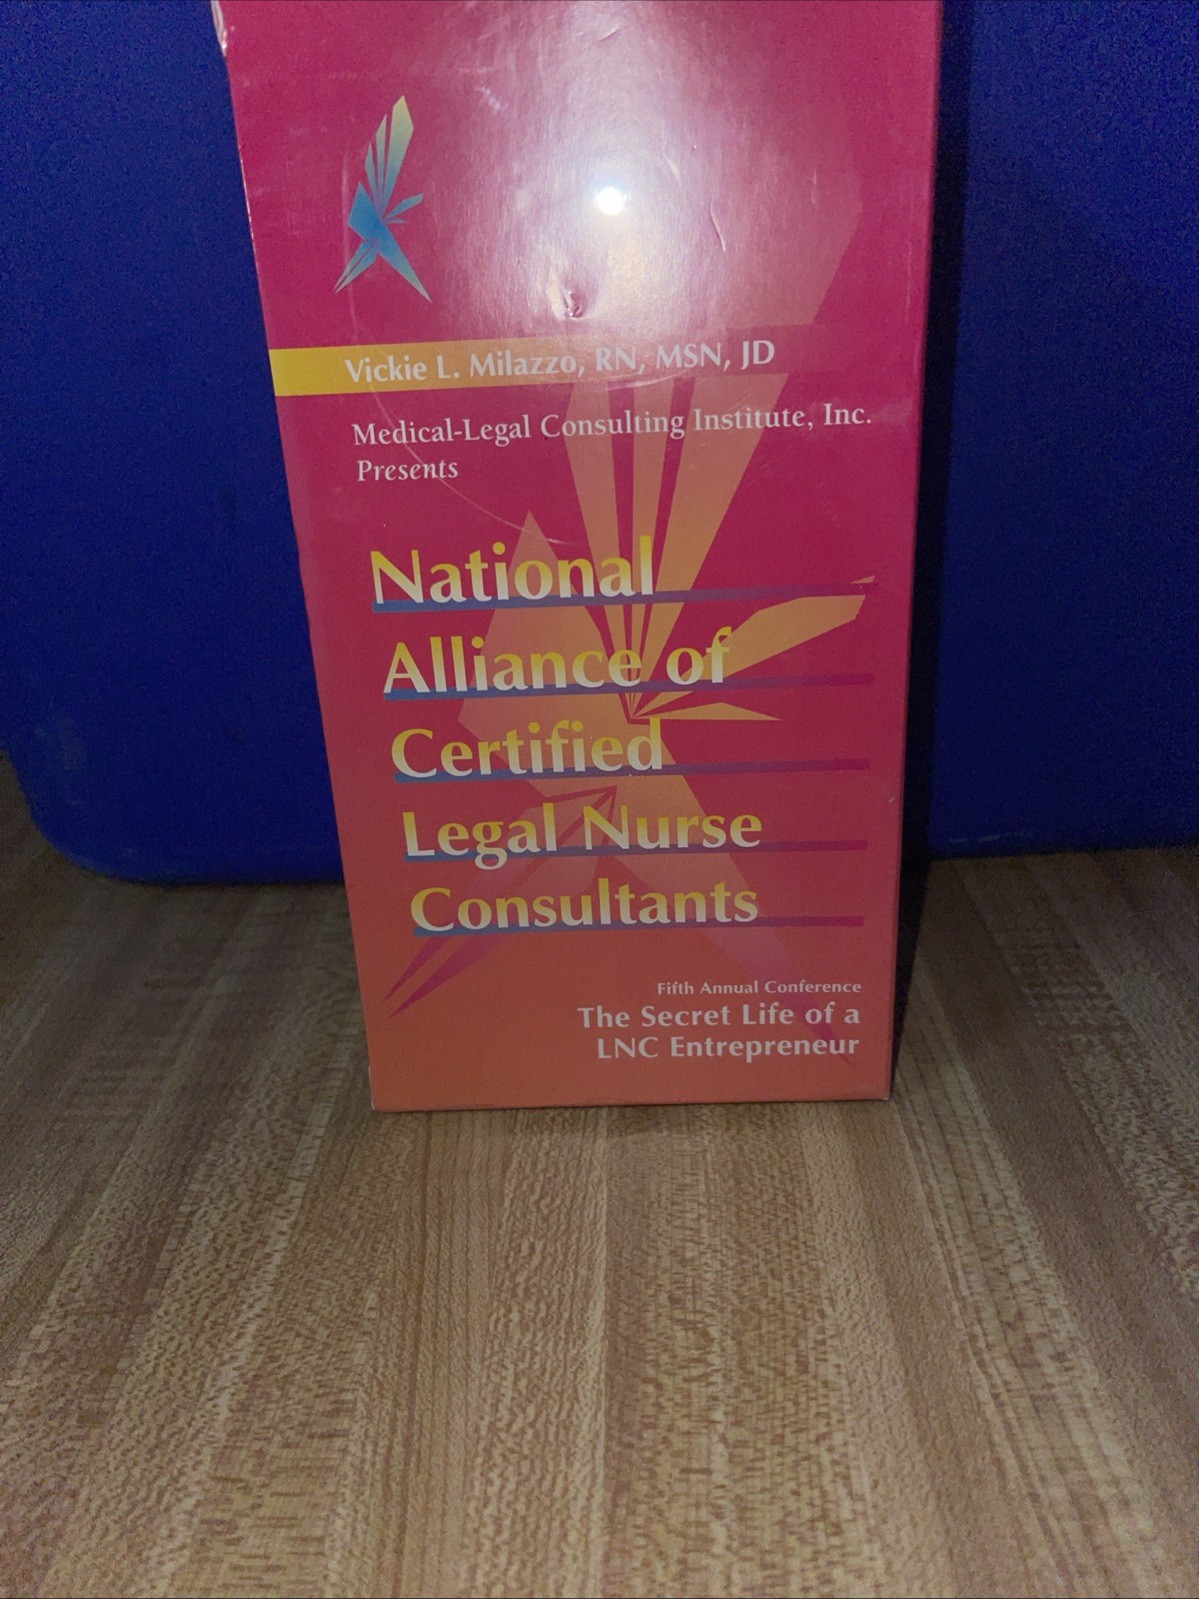 Vickie L. Milazzo, RN, MSN, JD
Medical-Legal Consulting Institute, Inc.
Presents
National
Alliance of
Certified
Legal Nurse
Consultants
Fifth Annual Conference
The Secret Life of a
LNC Entrepreneur